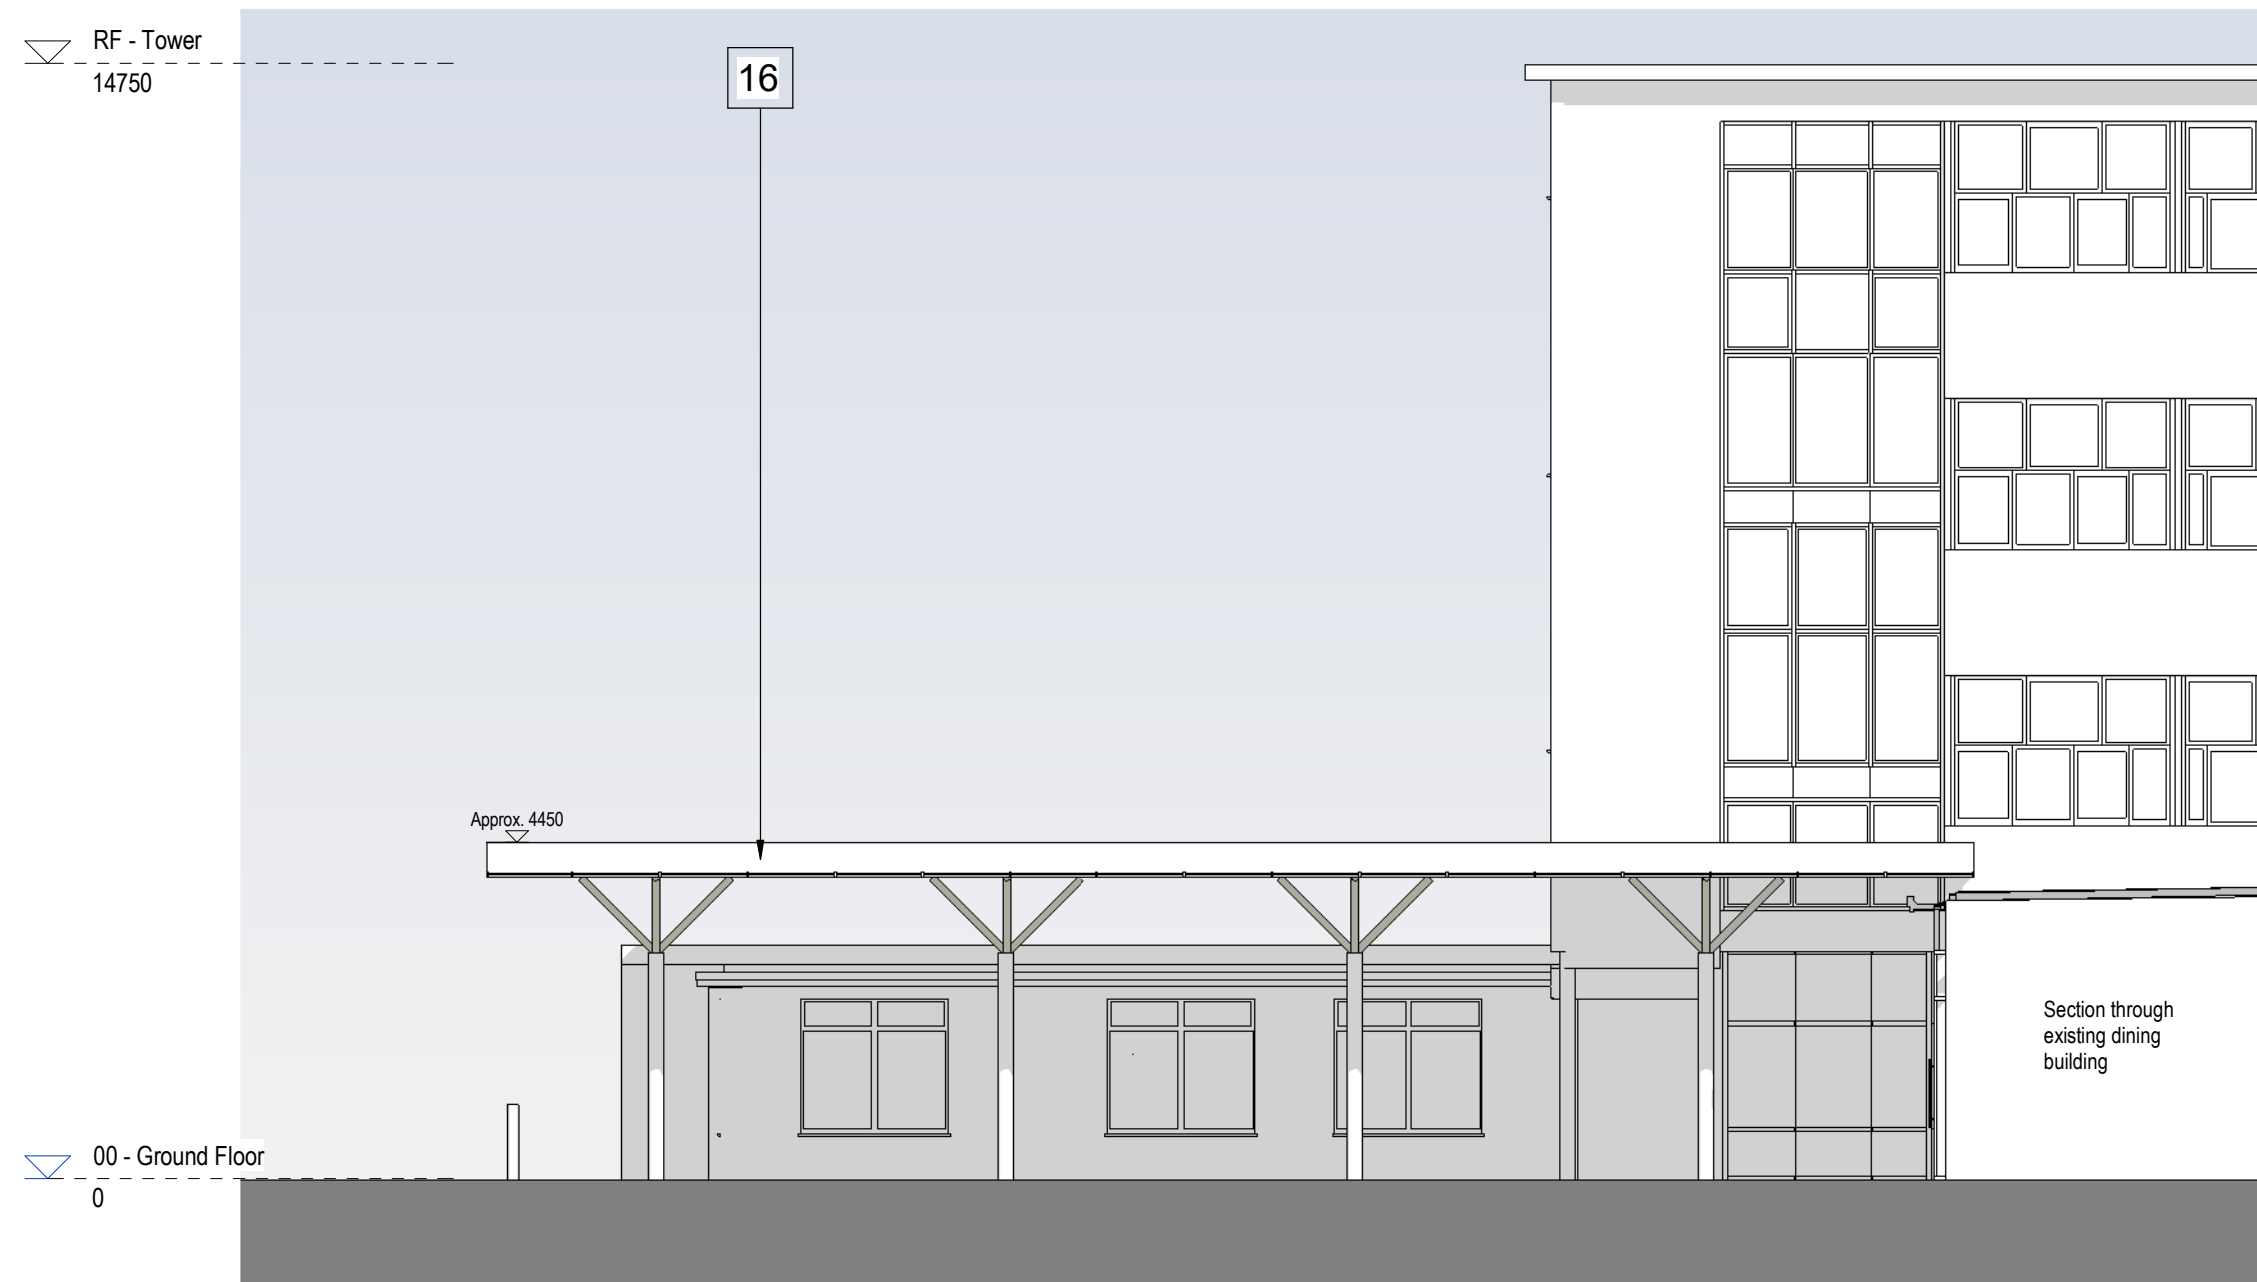 RF - Tower
14750
16
Approx. 4450
Section through
existing dining
building
00 - Ground Floor
0